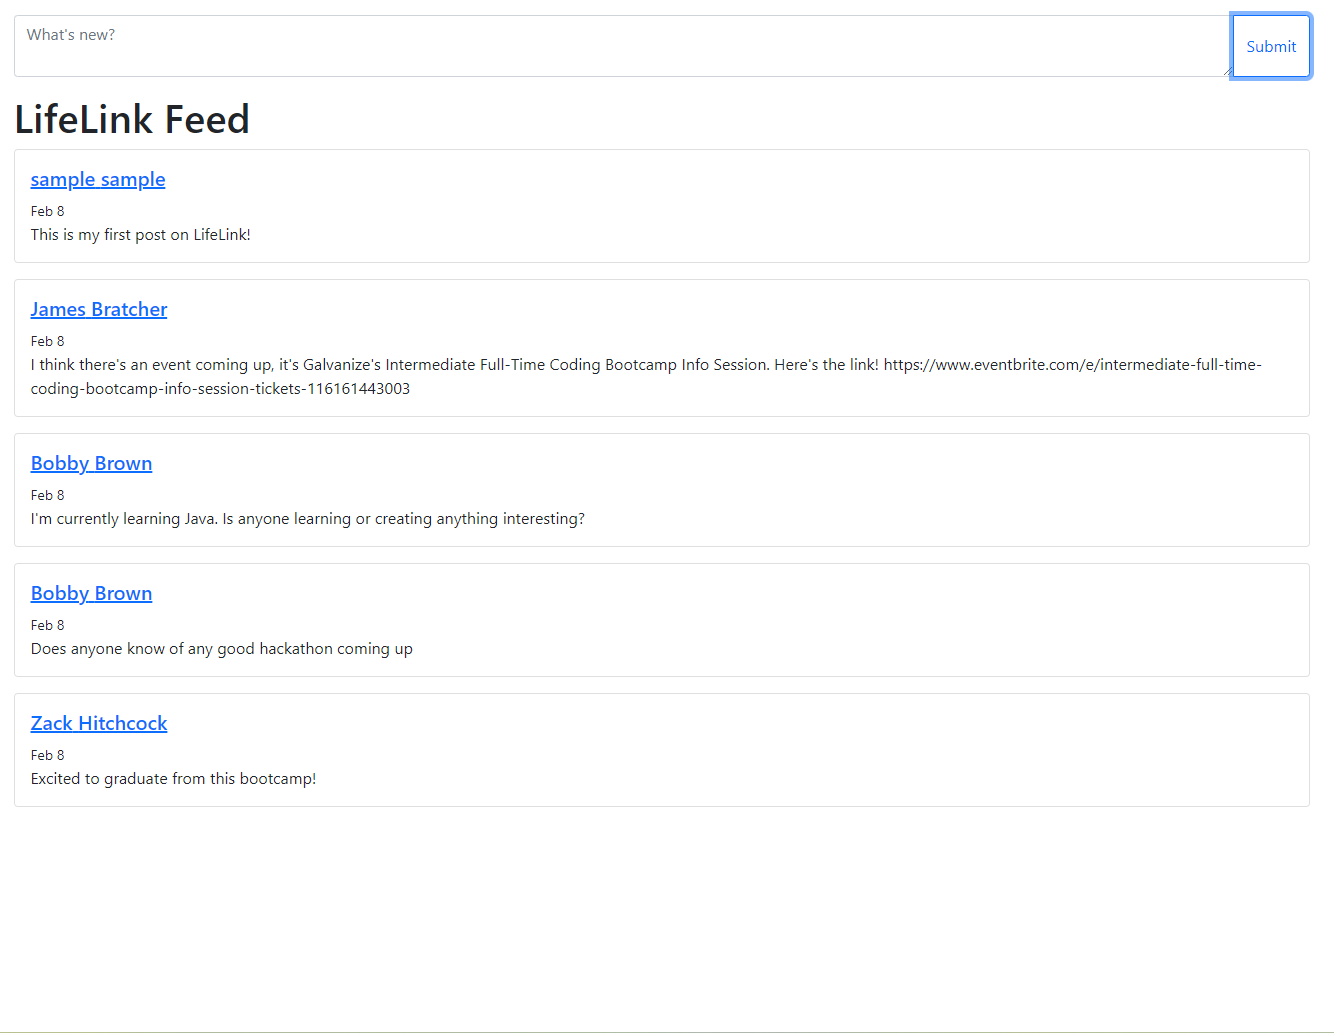 What's new?
Submit
LifeLink Feed
sample sample
Feb 8
This is my first post on LifeLink!
James Bratcher
Feb 8
I think there's an event coming up, it's Galvanize's Intermediate Full-Time Coding Bootcamp Info Session. Here's the link! https://www.eventbrite.com/e/intermediate-full-time-
coding-bootcamp-info-session-tickets-116161443003
Bobby Brown
Feb 8
I'm currently learning Java. Is anyone learning or creating anything interesting?
Bobby Brown
Feb 8
Does anyone know of any good hackathon coming up
Zack Hitchcock
Feb 8
Excited to graduate from this bootcamp!